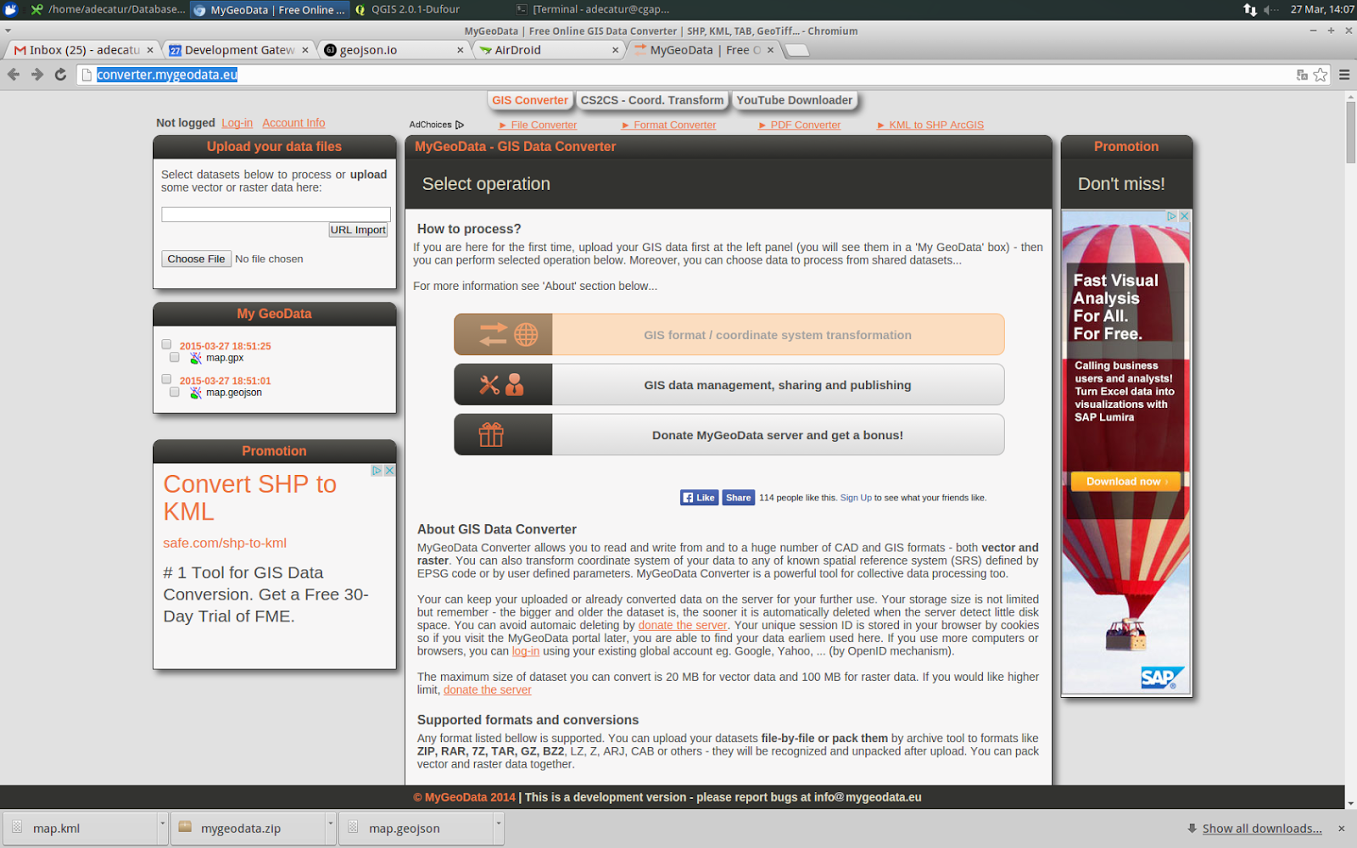 /home/adecatur/Database...
MyGeoData | Free Online ...
QGIS 2.0.1-Dufour
[Terminal - adecatur@cgap...
27 Mar, 14:07
MyGeoData | Free Online GIS Data Converter | SHP, KML, TAB, GeoTiff... - Chromium
Inbox (25) - adecatu
27 Development Gatew
geojson.io
AirDroid
MyGeoData | Free O
converter.mygeodata.eu
GIS Converter
CS2CS - Coord. Transform
YouTube Downloader
Not logged Log-in Account Info
AdChoices
► File Converter
► Format Converter
► PDF Converter
► KML to SHP ArcGIS
Upload your data files
Select datasets below to process or upload
some vector or raster data here:
URL Import
Choose File No file chosen
My GeoData
2015-03-27 18:51:25
map.gpx
2015-03-27 18:51:01
map.geojson
Promotion
Convert SHP to
KML
safe.com/shp-to-kml
# 1 Tool for GIS Data
Conversion. Get a Free 30-
Day Trial of FME.
MyGeoData - GIS Data Converter
Select operation
How to process?
If you are here for the first time, upload your GIS data first at the left panel (you will see them in a 'My GeoData' box) - then
you can perform selected operation below. Moreover, you can choose data to process from shared datasets...
For more information see 'About' section below...
GIS format / coordinate system transformation
GIS data management, sharing and publishing
Donate MyGeoData server and get a bonus!
Like
Share
114 people like this. Sign Up to see what your friends like.
About GIS Data Converter
MyGeoData Converter allows you to read and write from and to a huge number of CAD and GIS formats - both vector and
raster. You can also transform coordinate system of your data to any of known spatial reference system (SRS) defined by
EPSG code or by user defined parameters. MyGeoData Converter is a powerful tool for collective data processing too.
Your can keep your uploaded or already converted data on the server for your further use. Your storage size is not limited
but remember - the bigger and older the dataset is, the sooner it is automatically deleted when the server detect little disk
space. You can avoid automaic deleting by donate the server. Your unique session ID is stored in your browser by cookies
so if you visit the MyGeoData portal later, you are able to find your data earliem used here. If you use more computers or
browsers, you can log-in using your existing global account eg. Google, Yahoo, ... (by OpenID mechanism).
The maximum size of dataset you can convert is 20 MB for vector data and 100 MB for raster data. If you would like higher
limit, donate the server
Supported formats and conversions
Any format listed bellow is supported. You can upload your datasets file-by-file or pack them by archive tool to formats like
ZIP, RAR, 7Z, TAR, GZ, BZ2, LZ, Z, ARJ, CAB or others - they will be recognized and unpacked after upload. You can pack
vector and raster data together.
Promotion
Don't miss!
Fast Visual
Analysis
For All.
For Free.
Calling business
users and analysts!
Turn Excel data into
visualizations with
SAP Lumira
Download now ›
SAP
© MyGeoData 2014 | This is a development version - please report bugs at info@mygeodata.eu
map.kml
mygeodata.zip
map.geojson
Show all downloads...